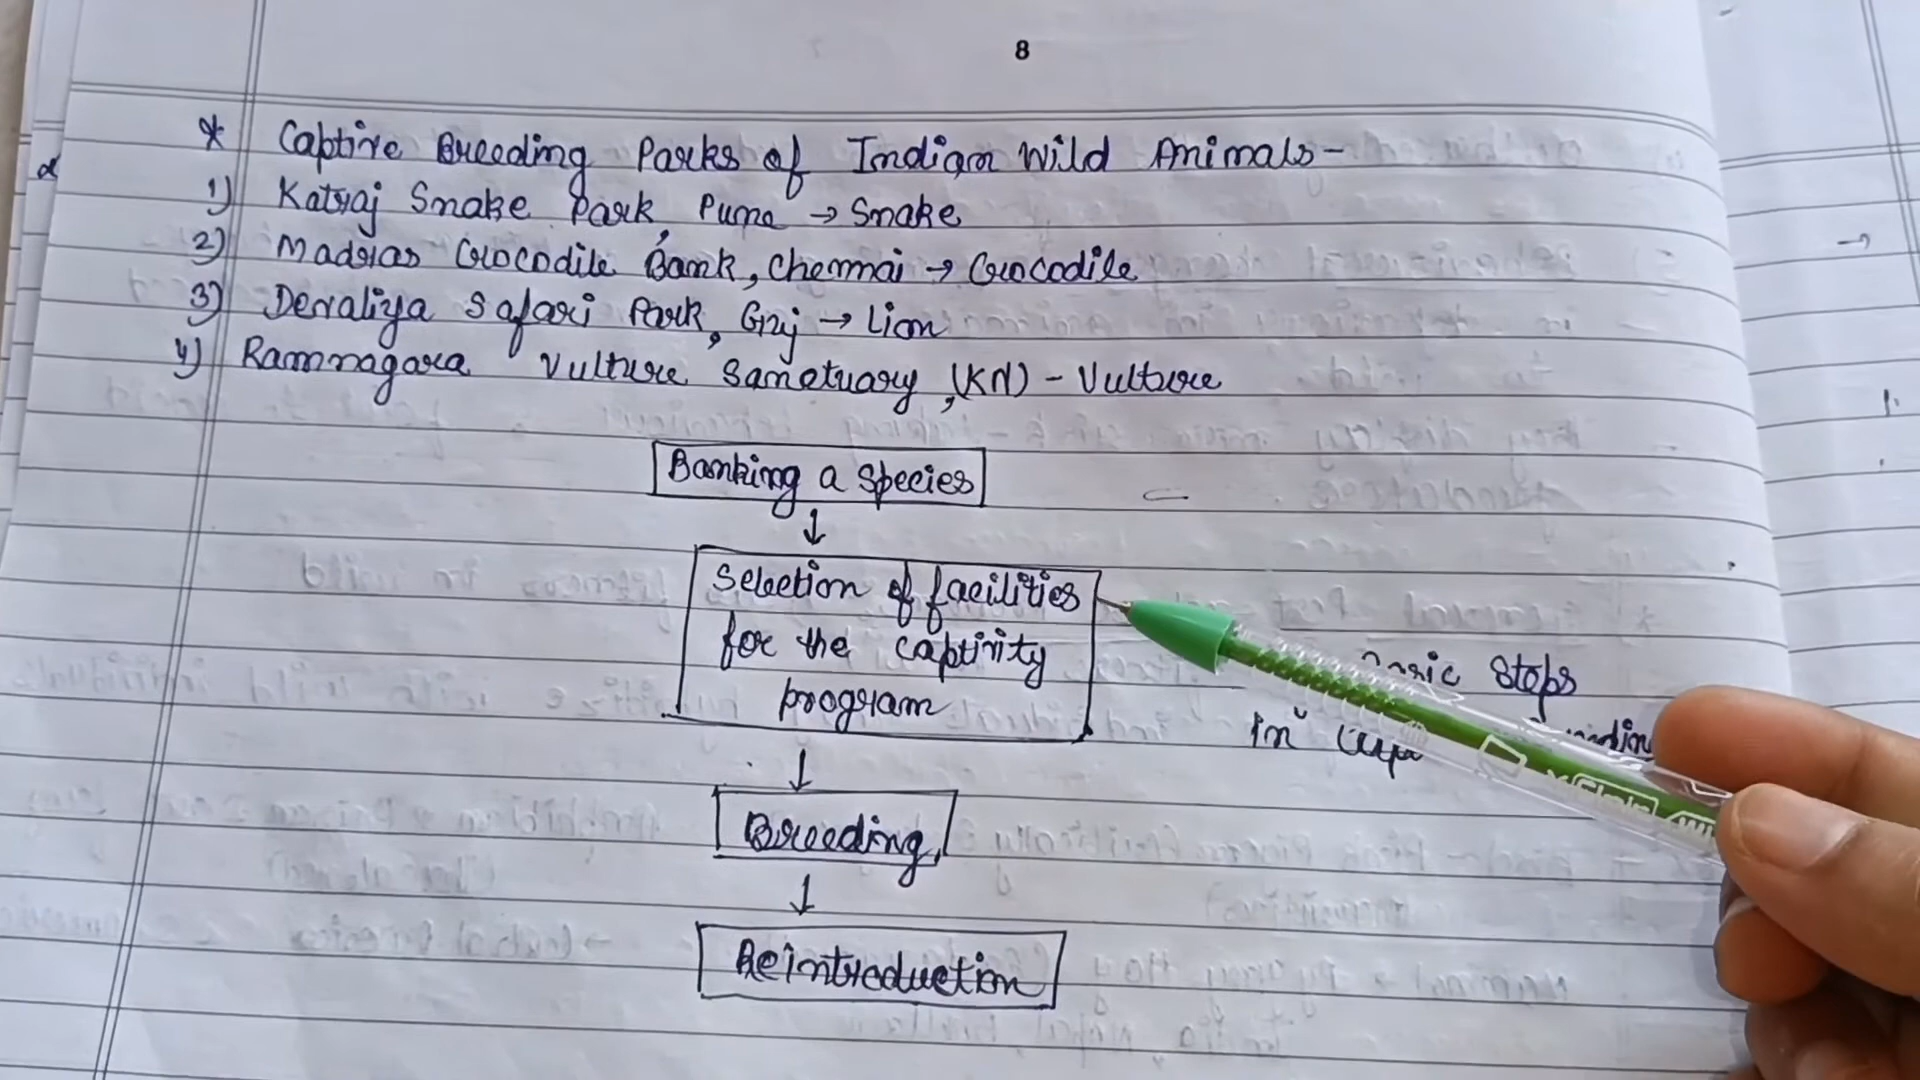 8
* Captive Breeding Parks of Indian Wild Animals-
1) Katraj Snake Park, Pune → Snake
2) Madras Crocodile Bank, Chennai → Crocodile
3) Devaliya Safari Park, Guj → Lion
4) Ramnagara Vulture Sanctuary, (KN) - Vulture
Banking a Species
↓
Selection of facilities
for the captivity
program
Steps
in
↓
Breeding
↓
Reintroduction